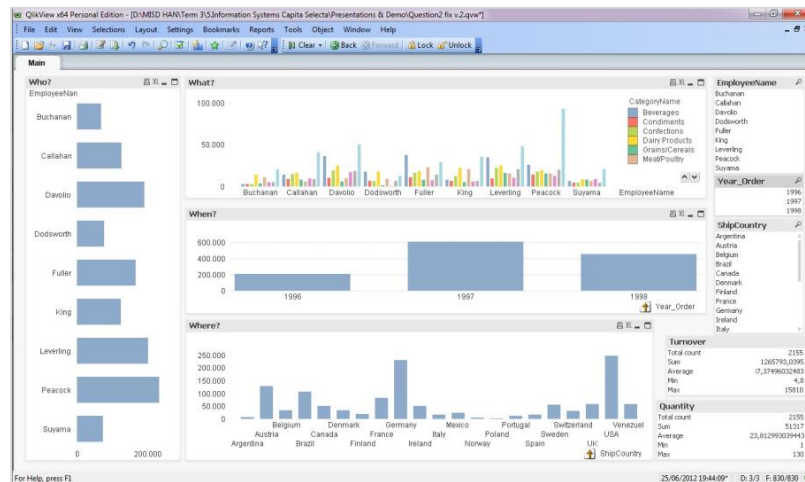 QlikView x64 Personal Edition - [D:\MISD HAN\Term 3\5.Information Systems Capita Selecta\Presentations & Demo\Question2 fix v.2.qvw*]
File Edit View Selections Layout Settings Bookmarks Reports Tools Object Window Help
Clear Back Forward Lock Unlock
Main
Who?
EmployeeNan
Buchanan
Callahan
Davolio
Dodsworth
Fuller
King
Leverling
Peacock
Suyama
0 200.000
What?
100.000
50.000
0
Buchanan Callahan Davolio Dodsworth Fuller King Leverling Peacock Suyama
EmployeeName
CategoryName
Beverages
Condiments
Confections
Dairy Products
Grains/Cereals
Meat/Poultry
When?
600.000
400.000
200.000
0
1996 1997 1998
Year_Order
Where?
250.000
200.000
150.000
100.000
50.000
0
Belgium Denmark Germany Mexico Portugal Switzerland Venezuel
Austria Canada France Italy Poland Sweden USA
Argentina Brazil Finland Ireland Norway Spain UK
ShipCountry
EmployeeName
Buchanan
Callahan
Davolio
Dodsworth
Fuller
King
Leverling
Peacock
Suyama
Year_Order
1996
1997
1998
ShipCountry
Argentina
Austria
Belgium
Brazil
Canada
Denmark
Finland
France
Germany
Ireland
Italy
Turnover
Total count 2155
Sum 1265793,0395
Average 17,37496032483
Min 4,8
Max 15810
Quantity
Total count 2155
Sum 51317
Average 23,812993039443
Min 1
Max 130
For Help, press F1
25/06/2012 19:44:09* D: 3/3 F: 830/830